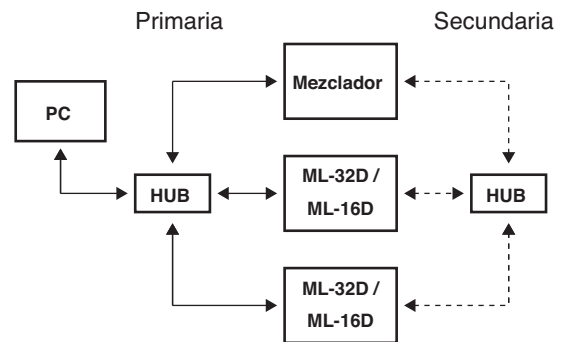 Primaria
Secundaria
Mezclador
PC
ML-32D /
ML-16D
HUB
HUB
ML-32D /
ML-16D